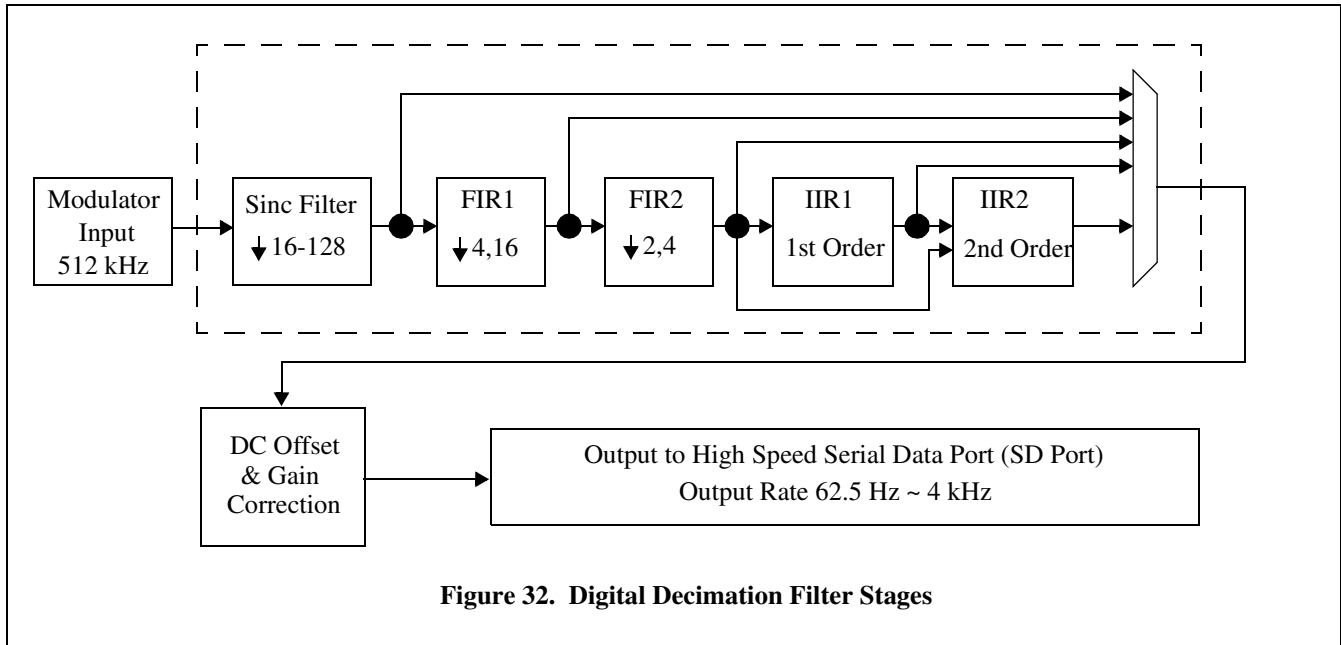 Modulator
Input
512 kHz
Sinc Filter
16-128
FIR1
4,16
FIR2
2,4
IIR1
1st Order
IIR2
2nd Order
DC Offset
& Gain
Correction
Output to High Speed Serial Data Port (SD Port)
Output Rate 62.5 Hz ~ 4 kHz
Figure 32. Digital Decimation Filter Stages